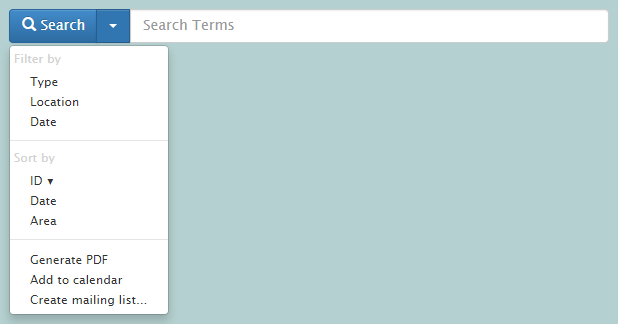 Search
Search Terms
Filter by
Type
Location
Date
Sort by
ID ▾
Date
Area
Generate PDF
Add to calendar
Create mailing list...